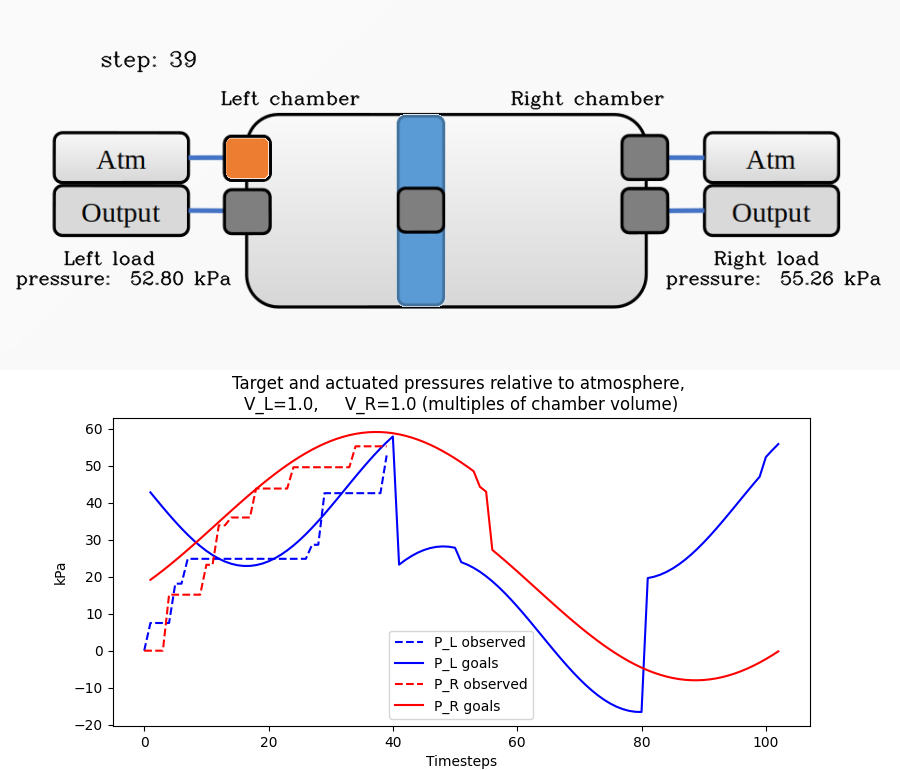 step: 39
Left chamber
Right chamber
Atm
Atm
Output
Output
Left load
pressure: 52.80 kPa
Right load
pressure: 55.26 kPa
Target and actuated pressures relative to atmosphere,
V_L=1.0, V_R=1.0 (multiples of chamber volume)
60
50
40
30
20
10
0
−10
−20
kPa
P_L observed
P_L goals
P_R observed
P_R goals
0 20 40 60 80 100
Timesteps